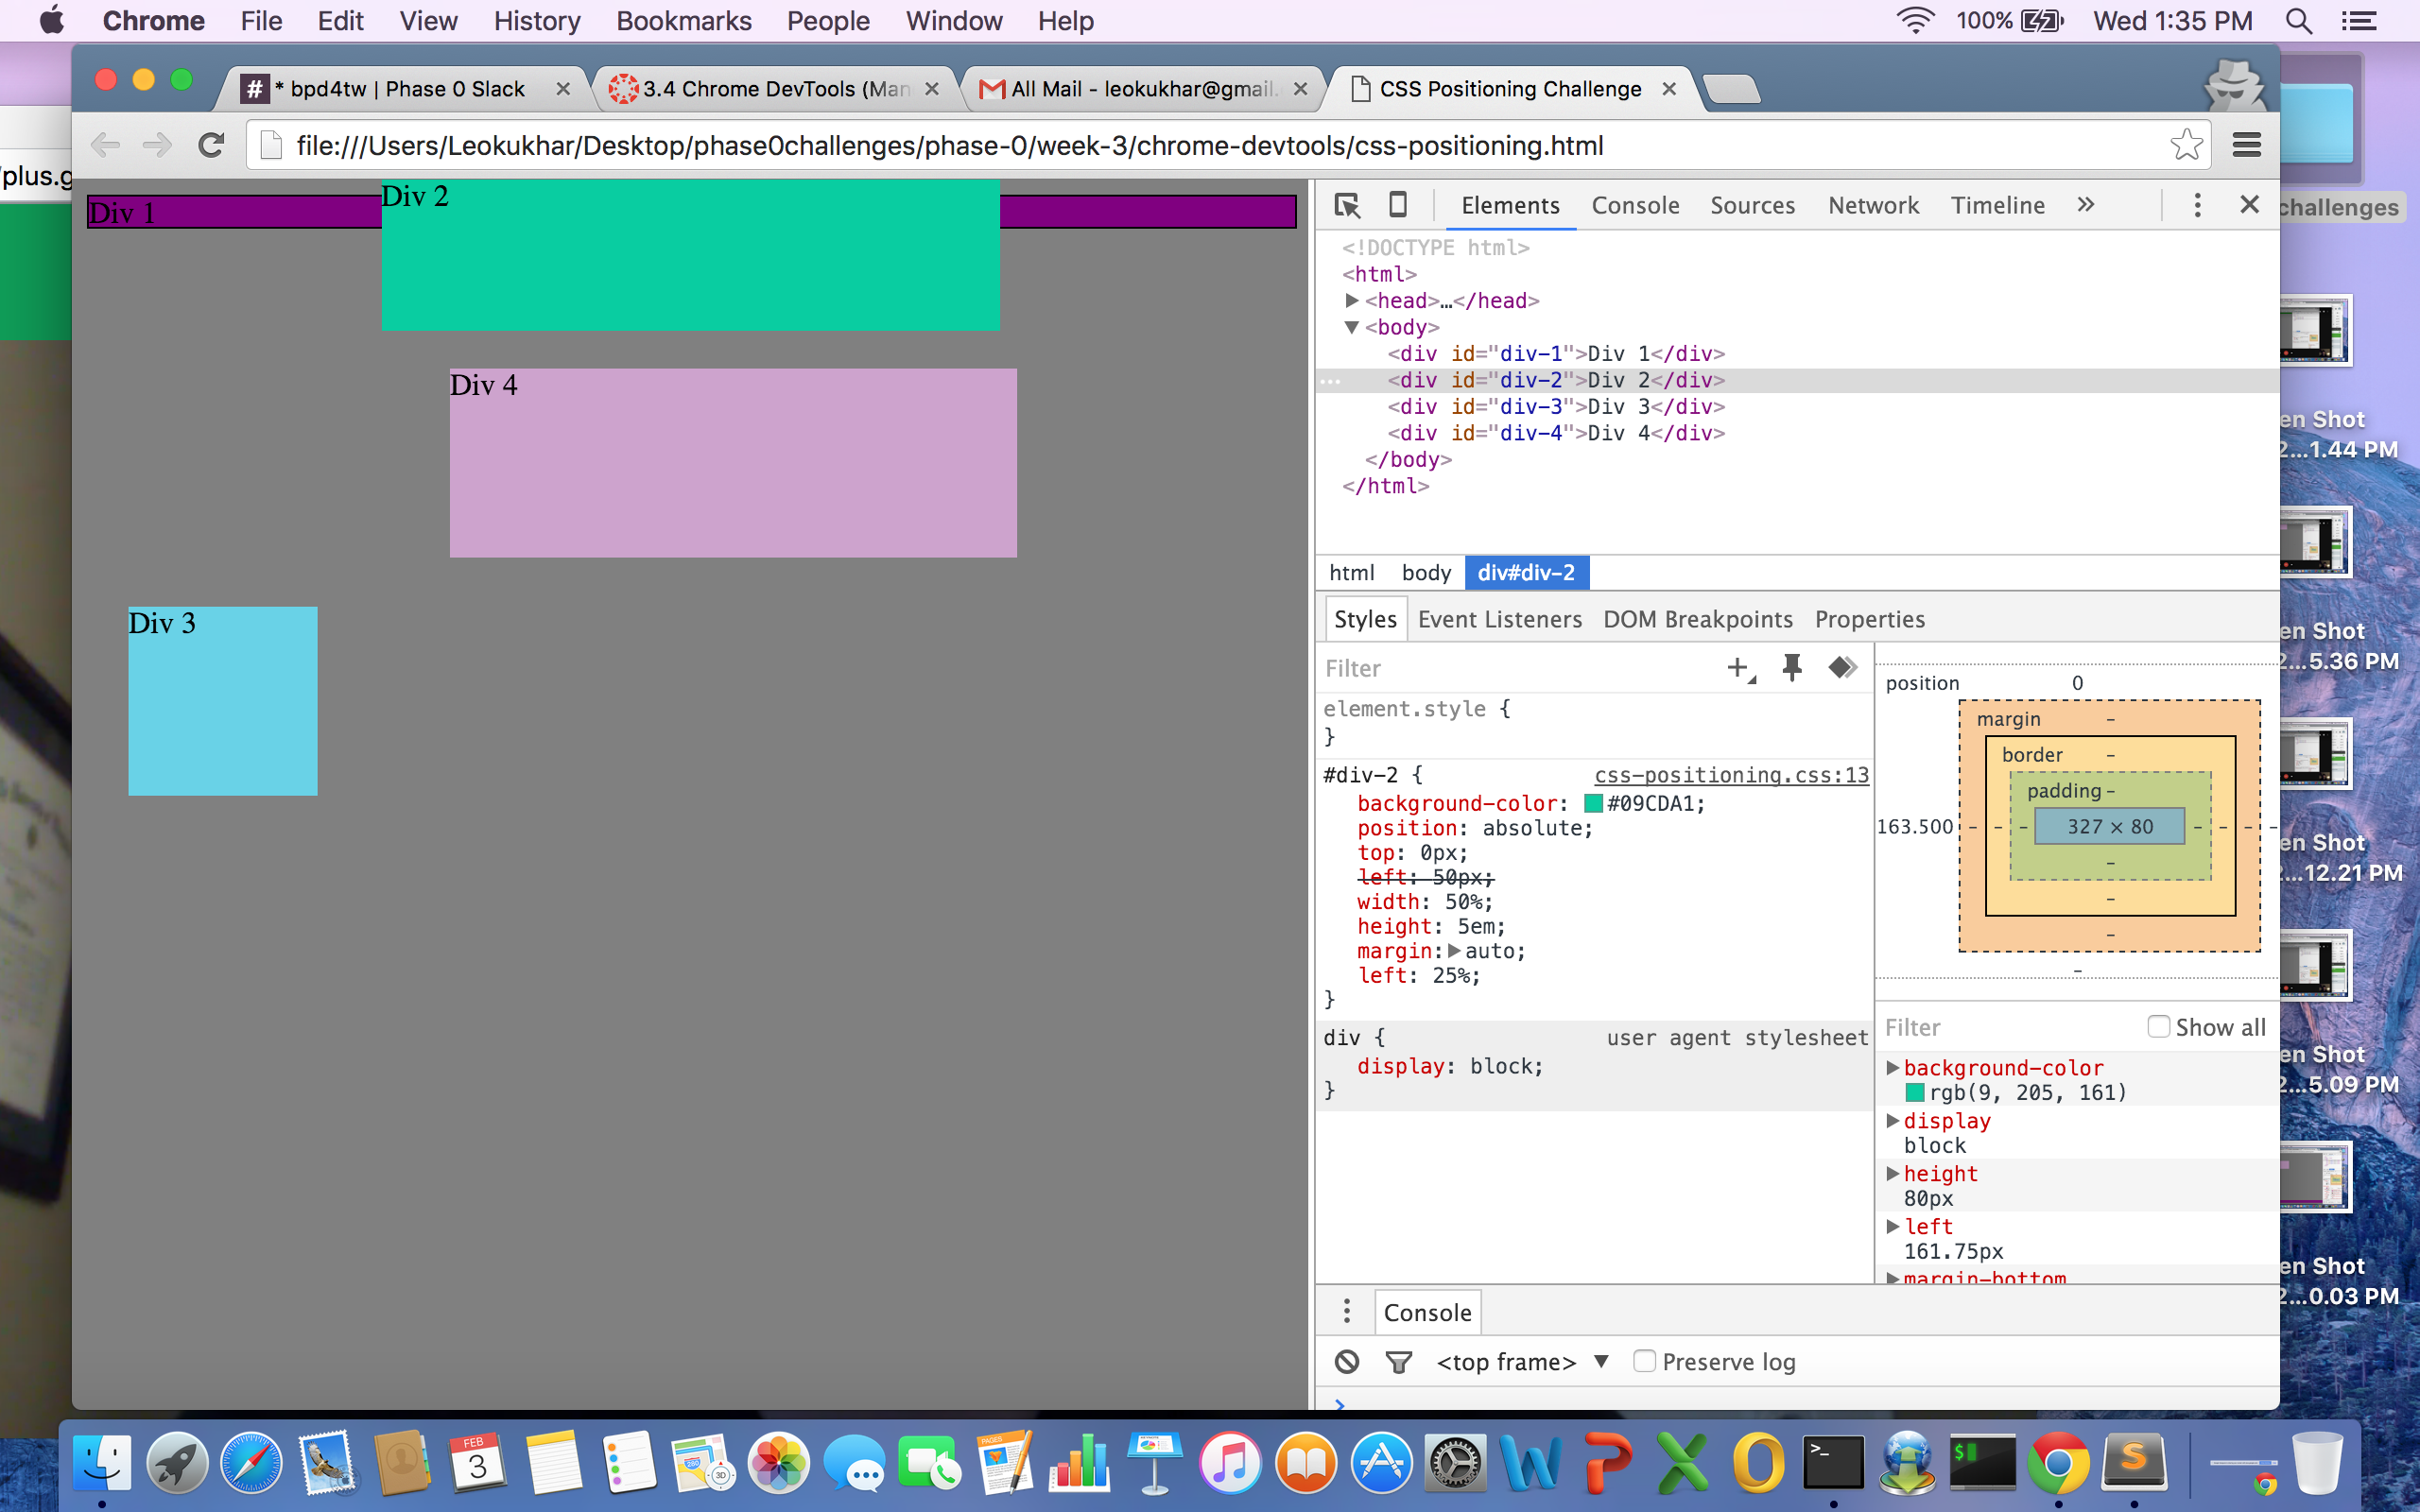 Chrome File Edit View History Bookmarks People Window Help 100% Wed 1:35 PM
* bpd4tw | Phase 0 Slack
3.4 Chrome DevTools (Man
All Mail - leokukhar@gmail.
CSS Positioning Challenge
file:///Users/Leokukhar/Desktop/phase0challenges/phase-0/week-3/chrome-devtools/css-positioning.html
/plus.g
challenges
Div 1
Div 2
Div 4
Div 3
Elements Console Sources Network Timeline »
<!DOCTYPE html>
<html>
<head>…</head>
<body>
<div id="div-1">Div 1</div>
<div id="div-2">Div 2</div>
<div id="div-3">Div 3</div>
<div id="div-4">Div 4</div>
</body>
</html>
html body div#div-2
Styles Event Listeners DOM Breakpoints Properties
Filter
element.style {
}
#div-2 { css-positioning.css:13
background-color: #09CDA1;
position: absolute;
top: 0px;
left: 50px;
width: 50%;
height: 5em;
margin: auto;
left: 25%;
}
div { user agent stylesheet
display: block;
}
position 0
margin -
border -
padding -
163.500 - - - 327 × 80 - - - -
-
-
-
-
Filter Show all
background-color
rgb(9, 205, 161)
display
block
height
80px
left
161.75px
margin-bottom
Console
<top frame> ▼ Preserve log
>
en Shot
2...1.44 PM
en Shot
2...5.36 PM
en Shot
...12.21 PM
en Shot
2...5.09 PM
en Shot
2...0.03 PM
FEB
3
PAGES
280
3D
>_
$
S